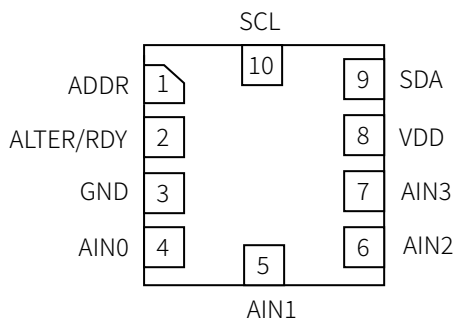 SCL
10
ADDR 1
9 SDA
ALTER/RDY 2
8 VDD
GND 3
7 AIN3
AIN0 4
6 AIN2
5
AIN1